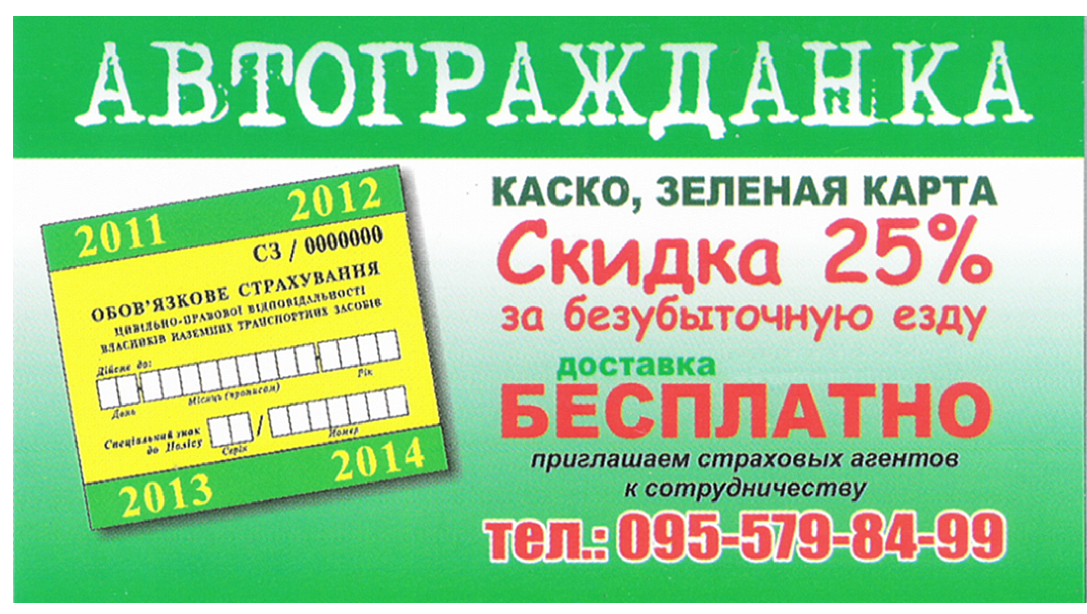 АВТОГРАЖДАНКА
2011 2012
СЗ / 0000000
ОБОВ'ЯЗКОВЕ СТРАХУВАННЯ
ЦИВІЛЬНО-ПРАВОВОЇ ВІДПОВІДАЛЬНОСТІ
ВЛАСНИКІВ НАЗЕМНИХ ТРАНСПОРТНИХ ЗАСОБІВ
Дійсне до:
День Місяць (прописом) Рік
Спеціальний знак
до Полісу
/
Серія Номер
2013 2014
КАСКО, ЗЕЛЕНАЯ КАРТА
Скидка 25%
за безубыточную езду
доставка
БЕСПЛАТНО
приглашаем страховых агентов
к сотрудничеству
тел.: 095-579-84-99